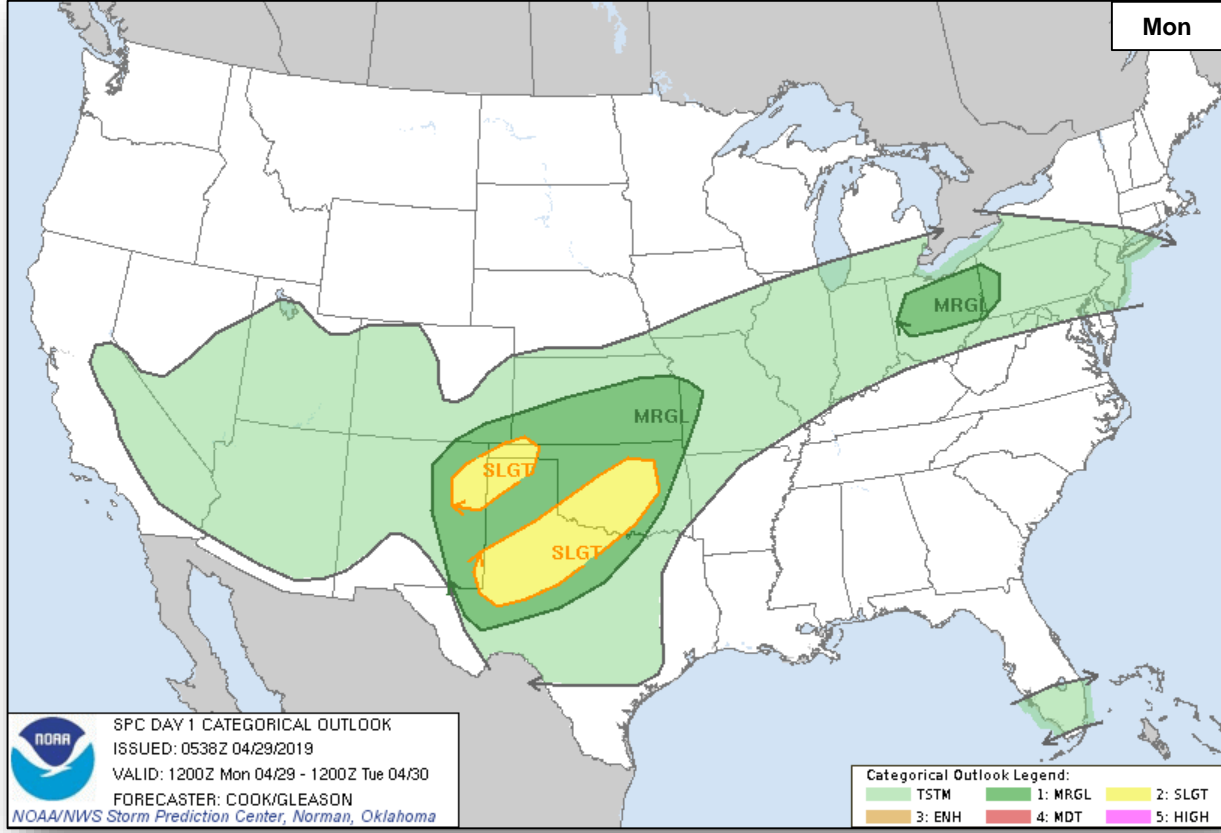 Mon
MRGL
MRGL
SLGT
SLGT
NOAA
SPC DAY 1 CATEGORICAL OUTLOOK
ISSUED: 0538Z 04/29/2019
VALID: 1200Z Mon 04/29 - 1200Z Tue 04/30
FORECASTER: COOK/GLEASON
NOAA/NWS Storm Prediction Center, Norman, Oklahoma
Categorical Outlook Legend:
TSTM 1: MRGL 2: SLGT
3: ENH 4: MDT 5: HIGH